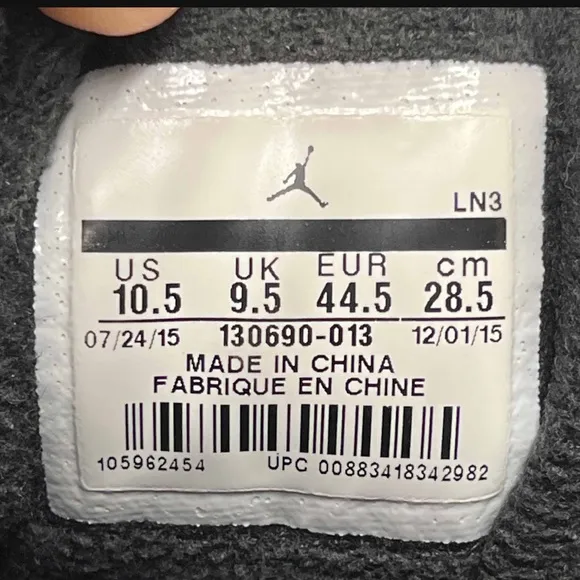 LN3
US UK EUR cm
10.5 9.5 44.5 28.5
07/24/15 130690-013 12/01/15
MADE IN CHINA
FABRIQUE EN CHINE
105962454 UPC 00883418342982